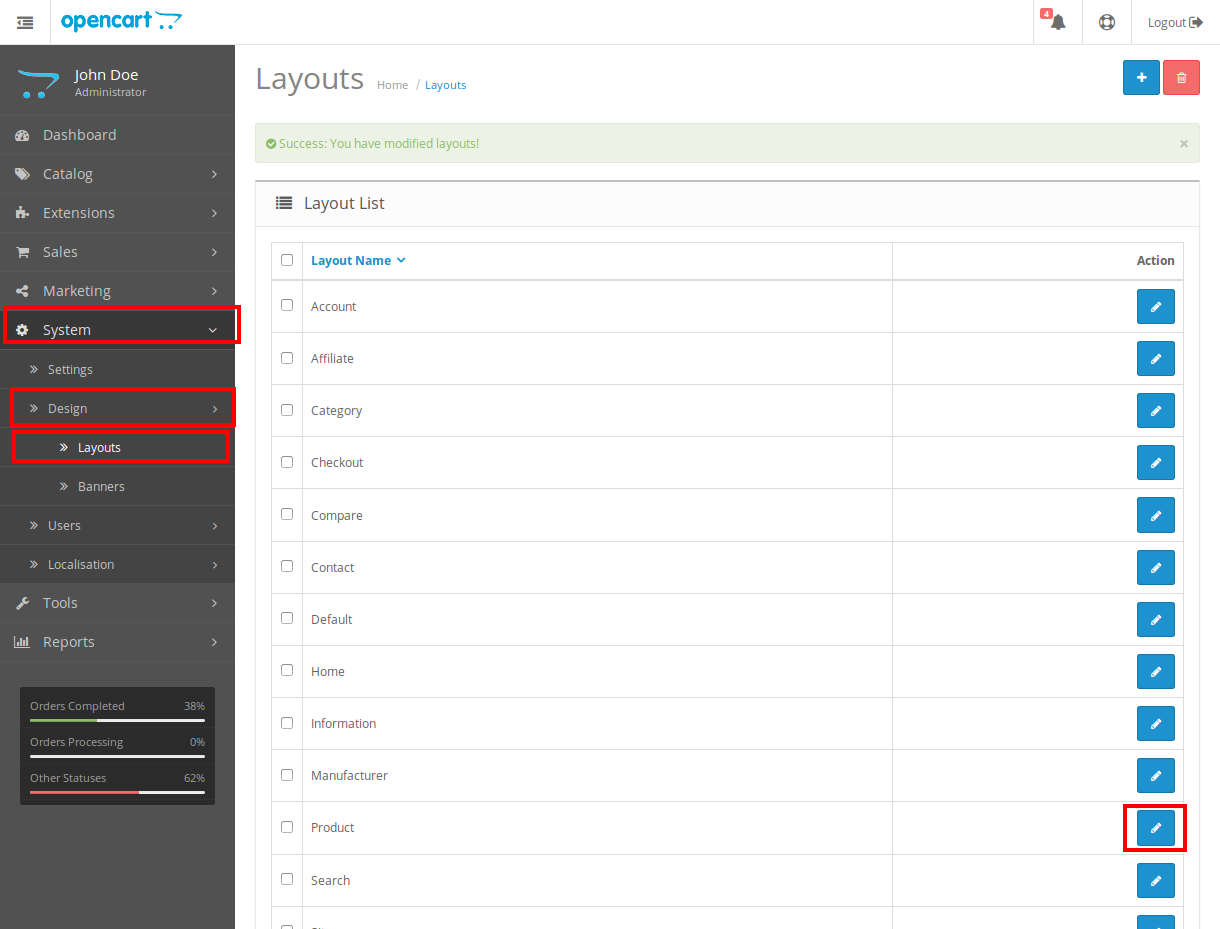 opencart
4
Logout
John Doe
Administrator
Dashboard
Catalog
Extensions
Sales
Marketing
System
Settings
Design
Layouts
Banners
Users
Localisation
Tools
Reports
Orders Completed 38%
Orders Processing 0%
Other Statuses 62%
Layouts Home / Layouts
Success: You have modified layouts! ×
Layout List
Layout Name Action
Account
Affiliate
Category
Checkout
Compare
Contact
Default
Home
Information
Manufacturer
Product
Search